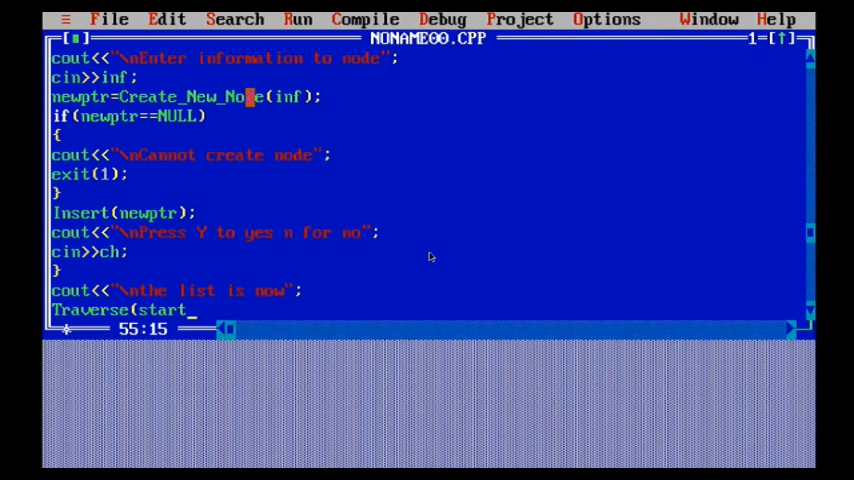 ≡ File Edit Search Run Compile Debug Project Options Window Help
[■] NONAME00.CPP 1=[↑]
cout<<"\nEnter information to node";
cin>>inf;
newptr=Create_New_Node(inf);
if(newptr==NULL)
{
cout<<"\nCannot create node";
exit(1);
}
Insert(newptr);
cout<<"\nPress Y to yes n for no";
cin>>ch;
}
cout<<"\nthe list is now";
Traverse(start_
55:15